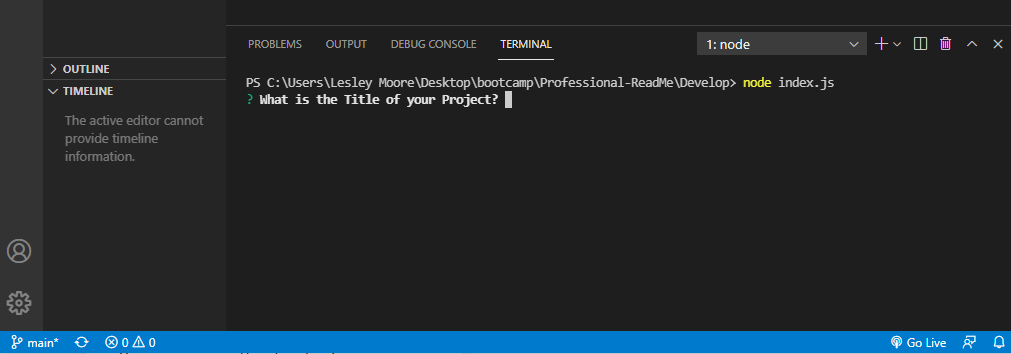 PROBLEMS OUTPUT DEBUG CONSOLE TERMINAL 1: node
OUTLINE
TIMELINE
The active editor cannot
provide timeline
information.
PS C:\Users\Lesley Moore\Desktop\bootcamp\Professional-ReadMe\Develop> node index.js
? What is the Title of your Project?
main* 0 0 Go Live